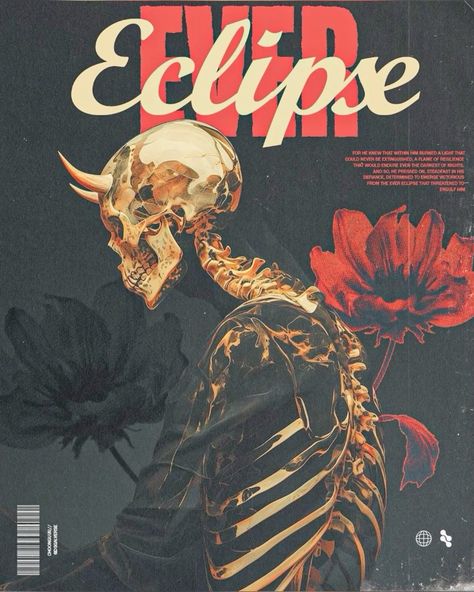 EVER
Eclipse
FOR HE KNEW THAT WITHIN HIM BURNED A LIGHT THAT
COULD NEVER BE EXTINGUISHED, A FLAME OF RESILIENCE
THAT WOULD ENDURE EVEN THE DARKEST OF NIGHTS.
AND SO, HE PRESSED ON, STEADFAST IN HIS
DEFIANCE, DETERMINED TO EMERGE VICTORIOUS
FROM THE EVER ECLIPSE THAT THREATENED TO
ENGULF HIM